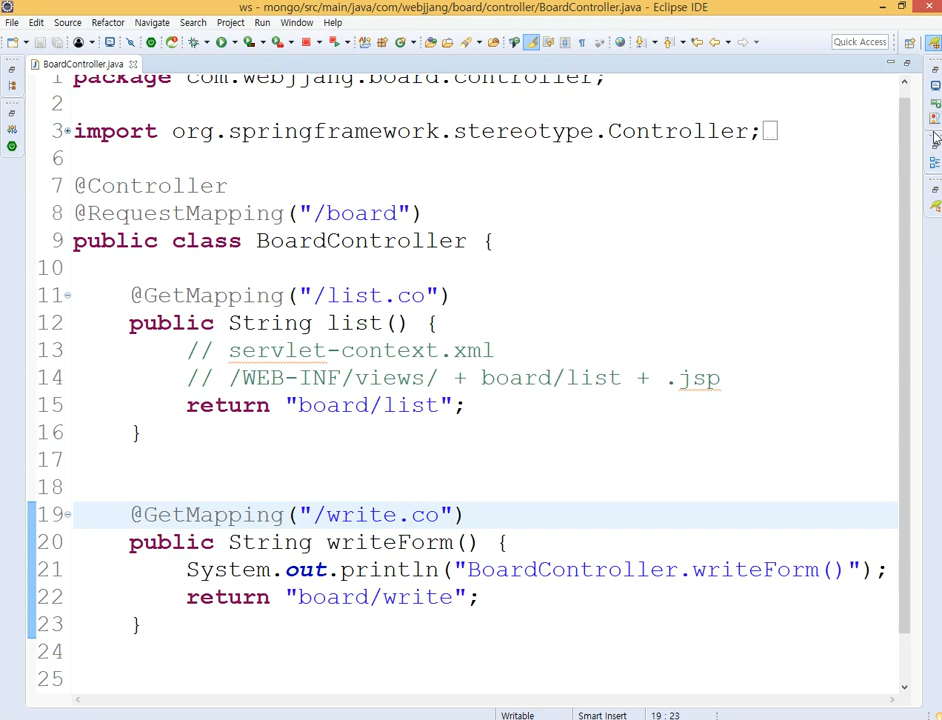 ws - mongo/src/main/java/com/webjjang/board/controller/BoardController.java - Eclipse IDE
File Edit Source Refactor Navigate Search Project Run Window Help
Quick Access
BoardController.java
1 package com.webjjang.board.controller;
2
3 import org.springframework.stereotype.Controller;
6
7 @Controller
8 @RequestMapping("/board")
9 public class BoardController {
10
11 @GetMapping("/list.co")
12 public String list() {
13 // servlet-context.xml
14 // /WEB-INF/views/ + board/list + .jsp
15 return "board/list";
16 }
17
18
19 @GetMapping("/write.co")
20 public String writeForm() {
21 System.out.println("BoardController.writeForm()");
22 return "board/write";
23 }
24
25
Writable Smart Insert 19 : 23